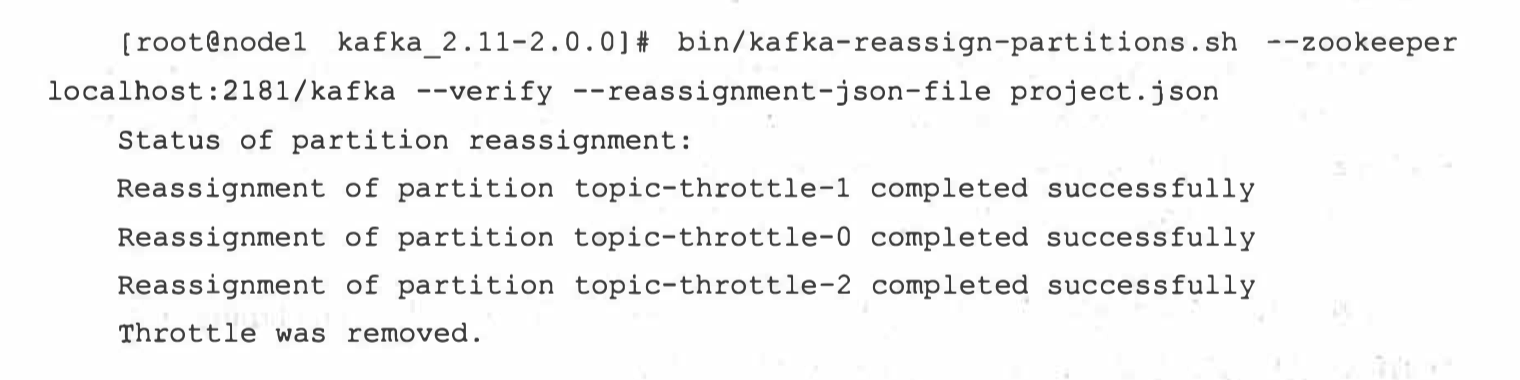 [root@node1 kafka_2.11-2.0.0]# bin/kafka-reassign-partitions.sh --zookeeper
localhost:2181/kafka --verify --reassignment-json-file project.json
Status of partition reassignment:
Reassignment of partition topic-throttle-1 completed successfully
Reassignment of partition topic-throttle-0 completed successfully
Reassignment of partition topic-throttle-2 completed successfully
Throttle was removed.